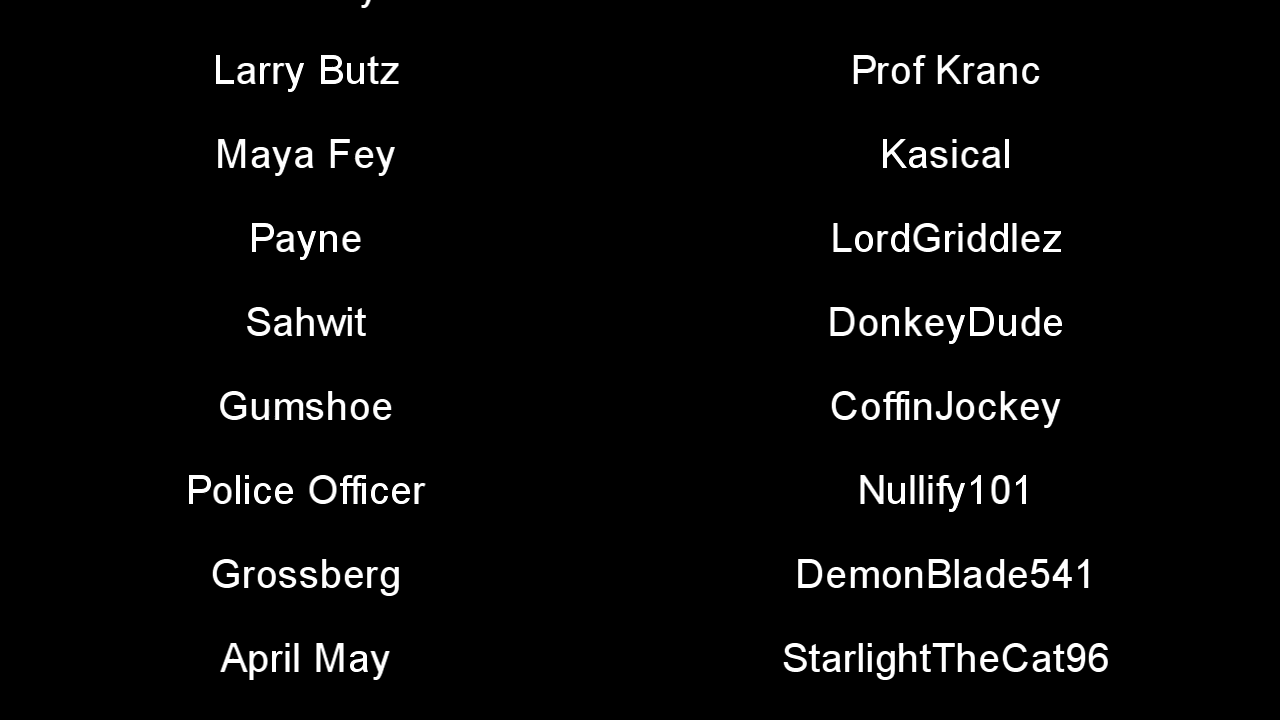 Larry Butz Prof Kranc
Maya Fey Kasical
Payne LordGriddlez
Sahwit DonkeyDude
Gumshoe CoffinJockey
Police Officer Nullify101
Grossberg DemonBlade541
April May StarlightTheCat96